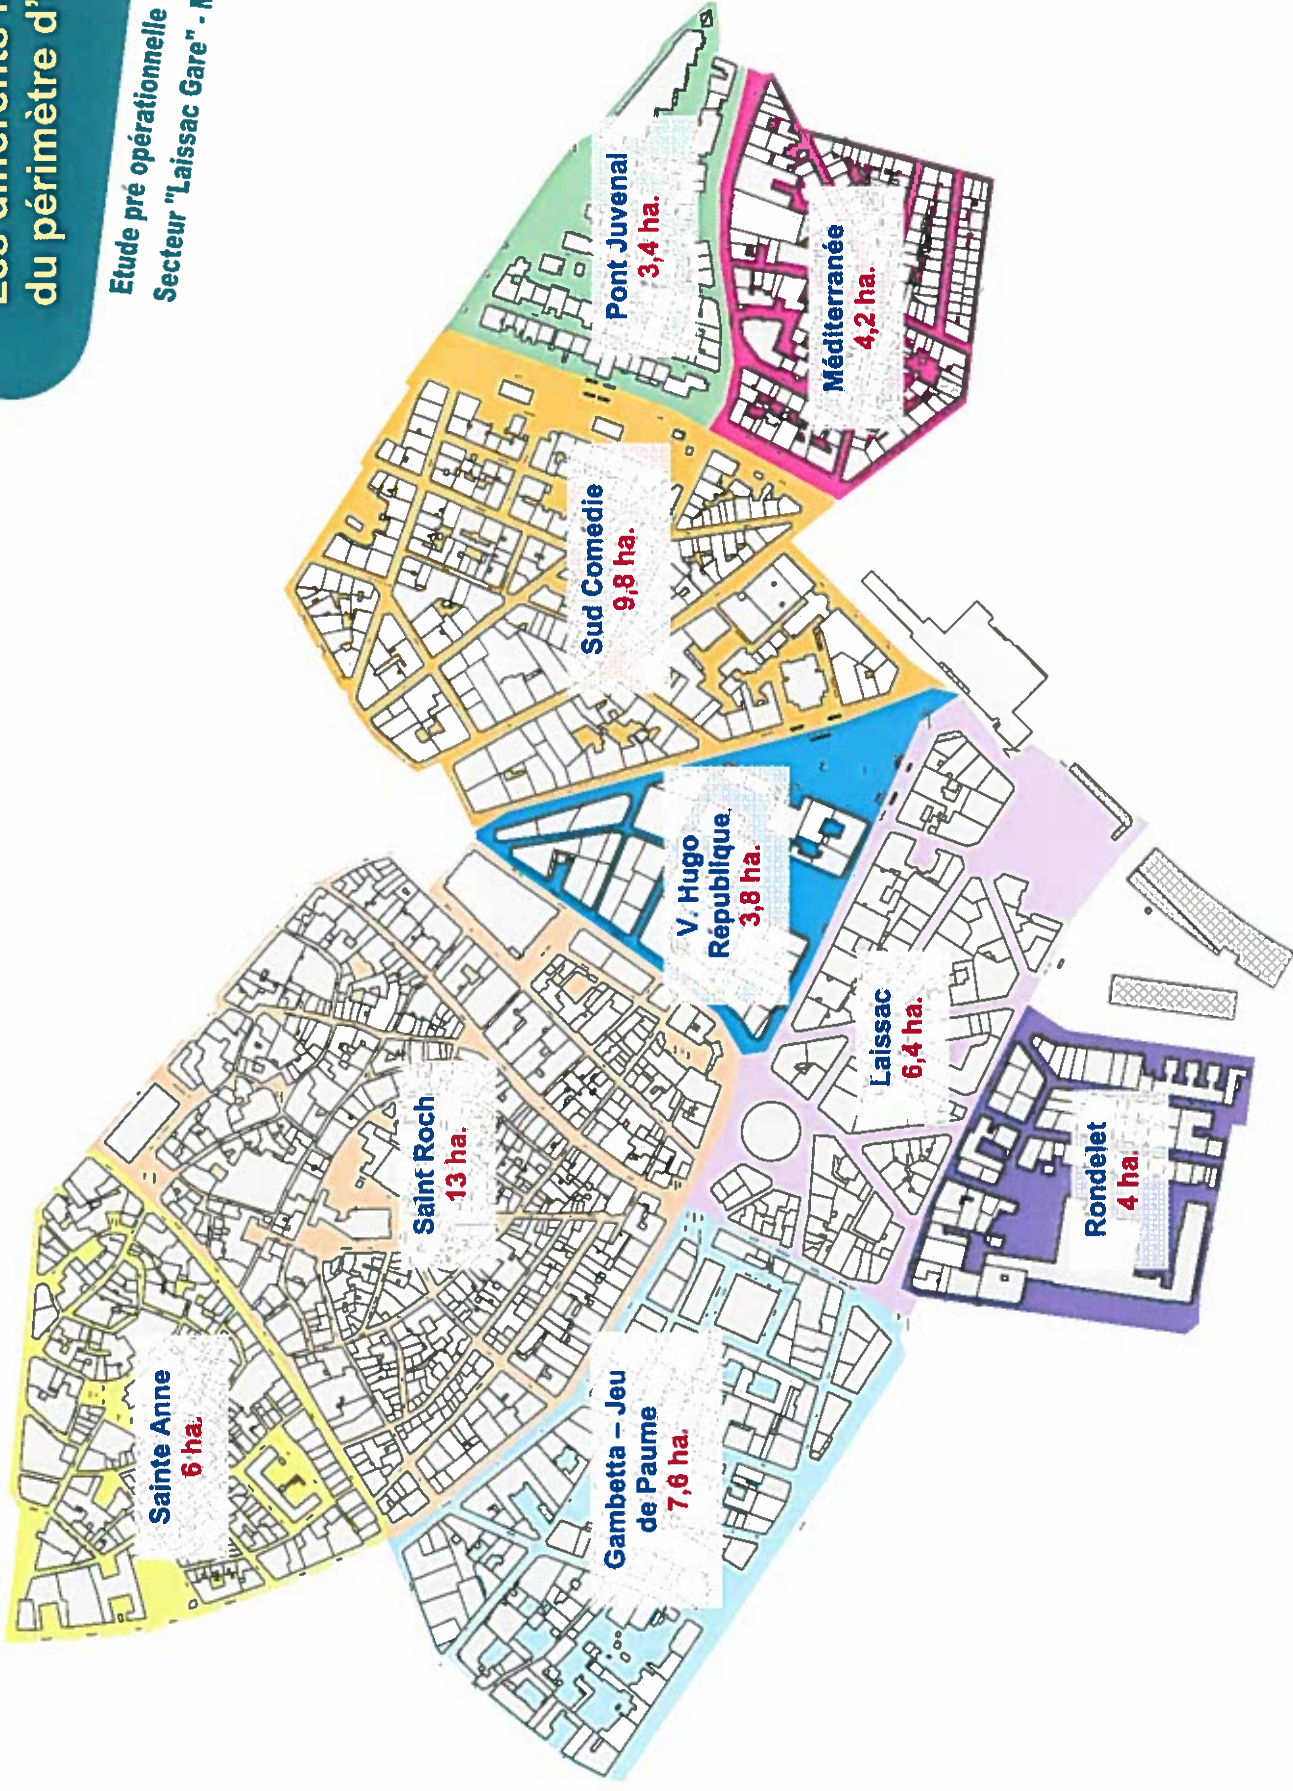 du périmètre d'
Etude pré opérationnelle
Secteur "Laissac Gare" -
Sainte Anne
6 ha.
Saint Roch
13 ha.
Gambetta – Jeu
de Paume
7,6 ha.
Sud Comédie
9,8 ha.
V. Hugo
République
3,8 ha.
Laissac
6,4 ha.
Rondelet
4 ha.
Pont Juvenal
3,4 ha.
Méditerranée
4,2 ha.